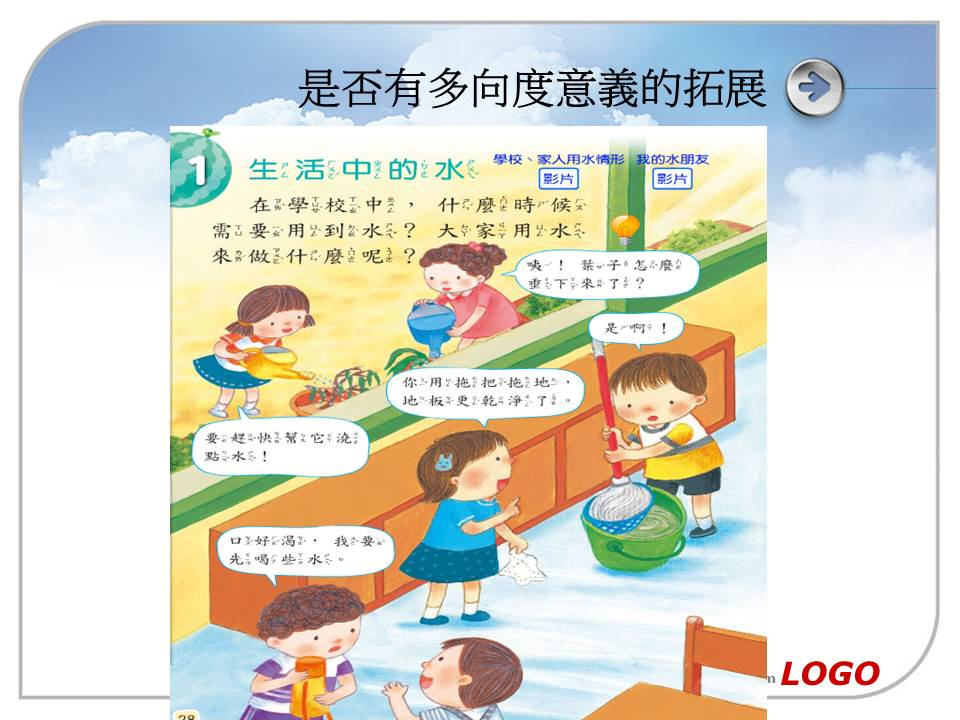 是否有多向度意義的拓展
1
生活中的水
學校、家人用水情形 我的水朋友
影片 影片
在學校中，什麼時候
需要用到水？大家用水
來做什麼呢？
咦！葉子怎麼
垂下來了？
是啊！
你用拖把拖地，
地板更乾淨了。
要趕快幫它澆
點水！
口好渴，我要
先喝些水。
28
LOGO